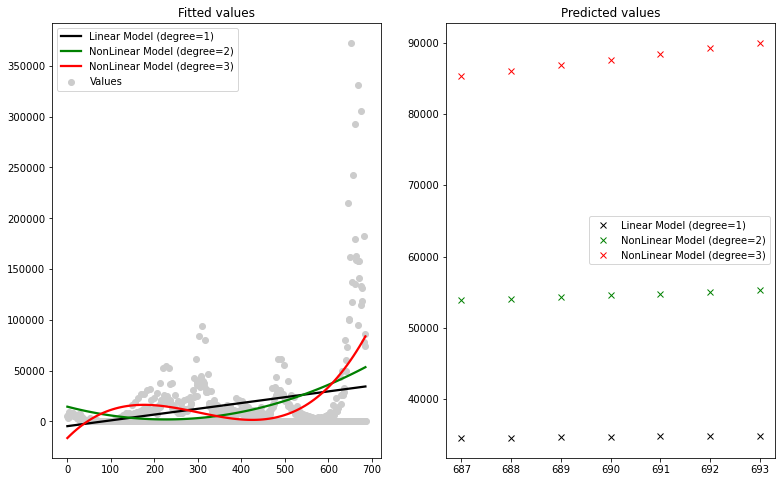 Fitted values
Linear Model (degree=1)
NonLinear Model (degree=2)
NonLinear Model (degree=3)
Values
350000
300000
250000
200000
150000
100000
50000
0
0 100 200 300 400 500 600 700
Predicted values
90000
80000
70000
60000
50000
40000
Linear Model (degree=1)
NonLinear Model (degree=2)
NonLinear Model (degree=3)
687 688 689 690 691 692 693